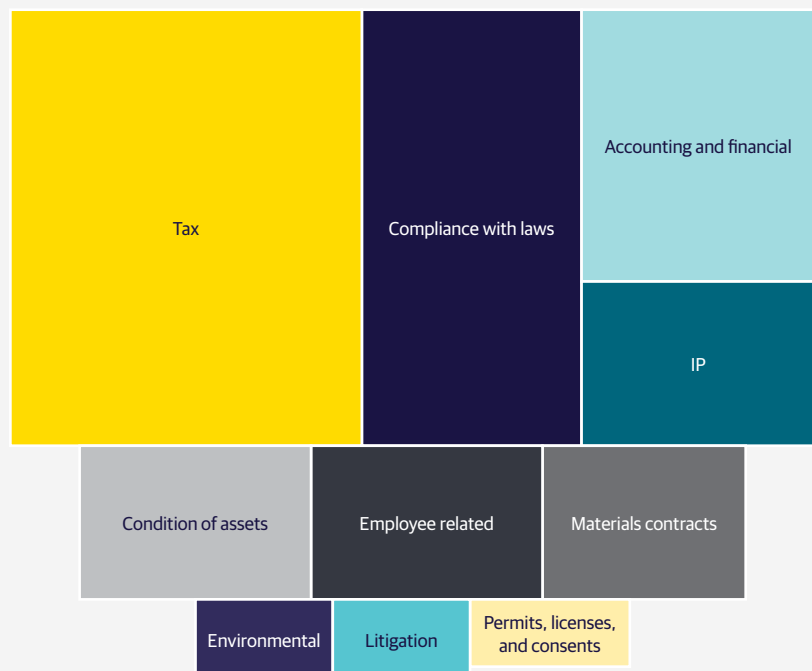 Tax
Compliance with laws
Accounting and financial
IP
Condition of assets
Employee related
Materials contracts
Environmental
Litigation
Permits, licenses,
and consents